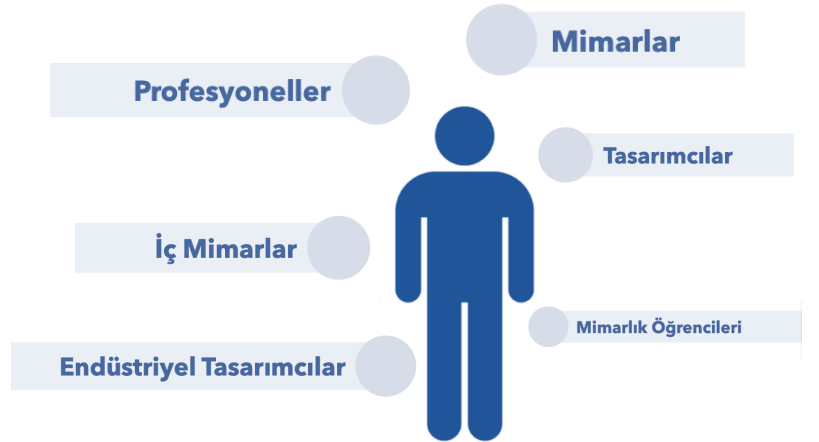 Mimarlar
Profesyoneller
Tasarımcılar
İç Mimarlar
Mimarlık Öğrencileri
Endüstriyel Tasarımcılar